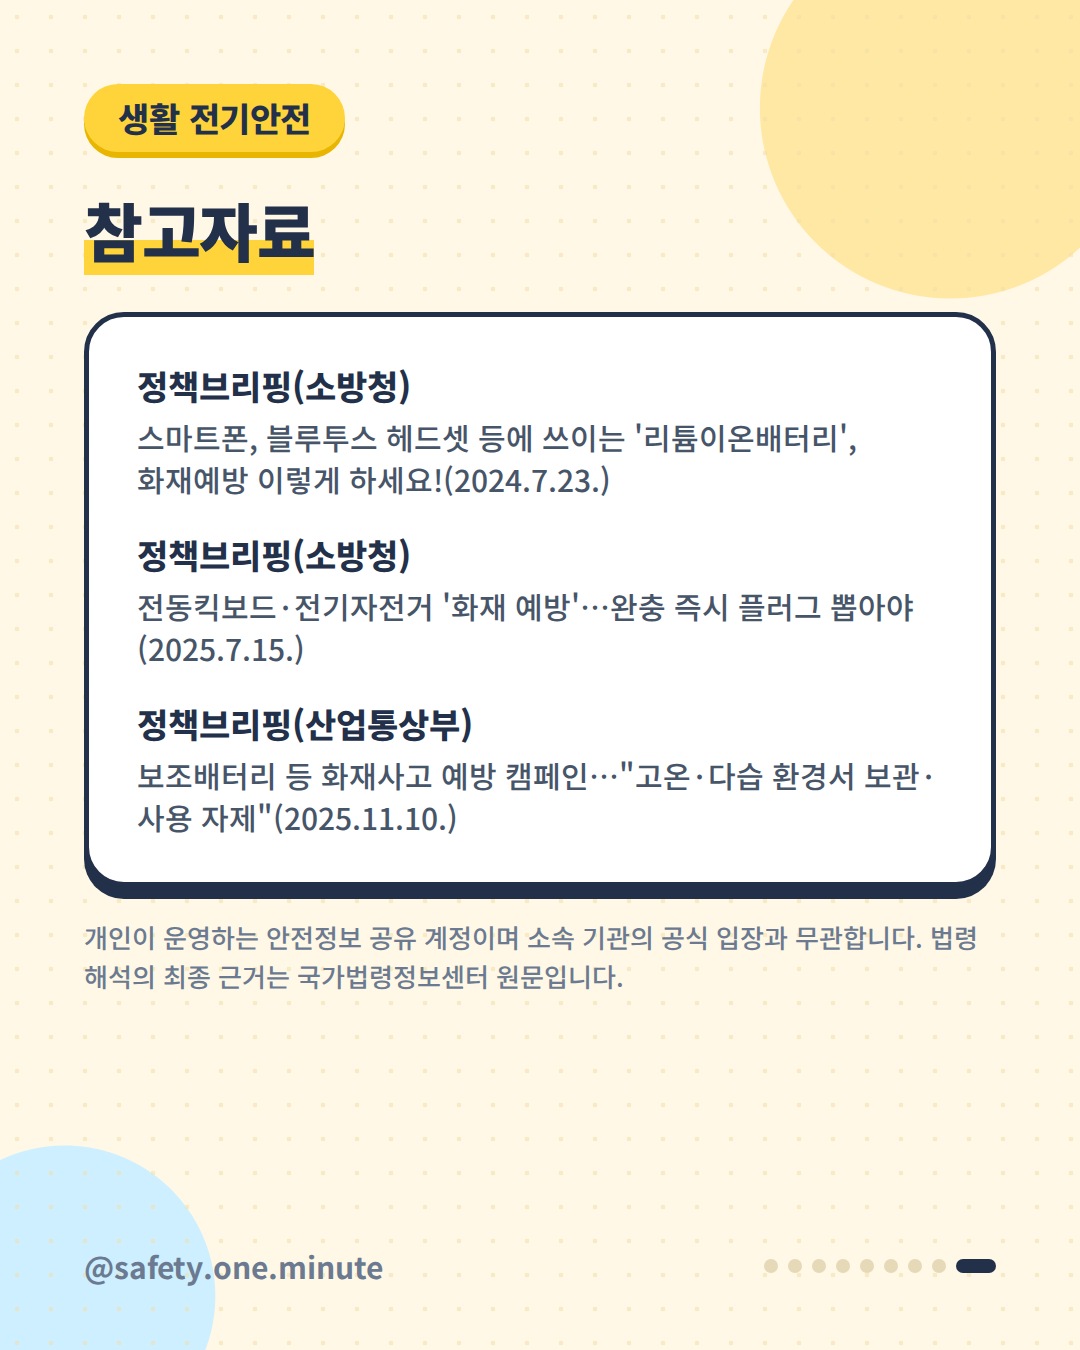 생활 전기안전
참고자료
정책브리핑(소방청)
스마트폰, 블루투스 헤드셋 등에 쓰이는 '리튬이온배터리',
화재예방 이렇게 하세요!(2024.7.23.)
정책브리핑(소방청)
전동킥보드·전기자전거 '화재 예방'…완충 즉시 플러그 뽑아야
(2025.7.15.)
정책브리핑(산업통상부)
보조배터리 등 화재사고 예방 캠페인…"고온·다습 환경서 보관·
사용 자제"(2025.11.10.)
개인이 운영하는 안전정보 공유 계정이며 소속 기관의 공식 입장과 무관합니다. 법령
해석의 최종 근거는 국가법령정보센터 원문입니다.
@safety.one.minute